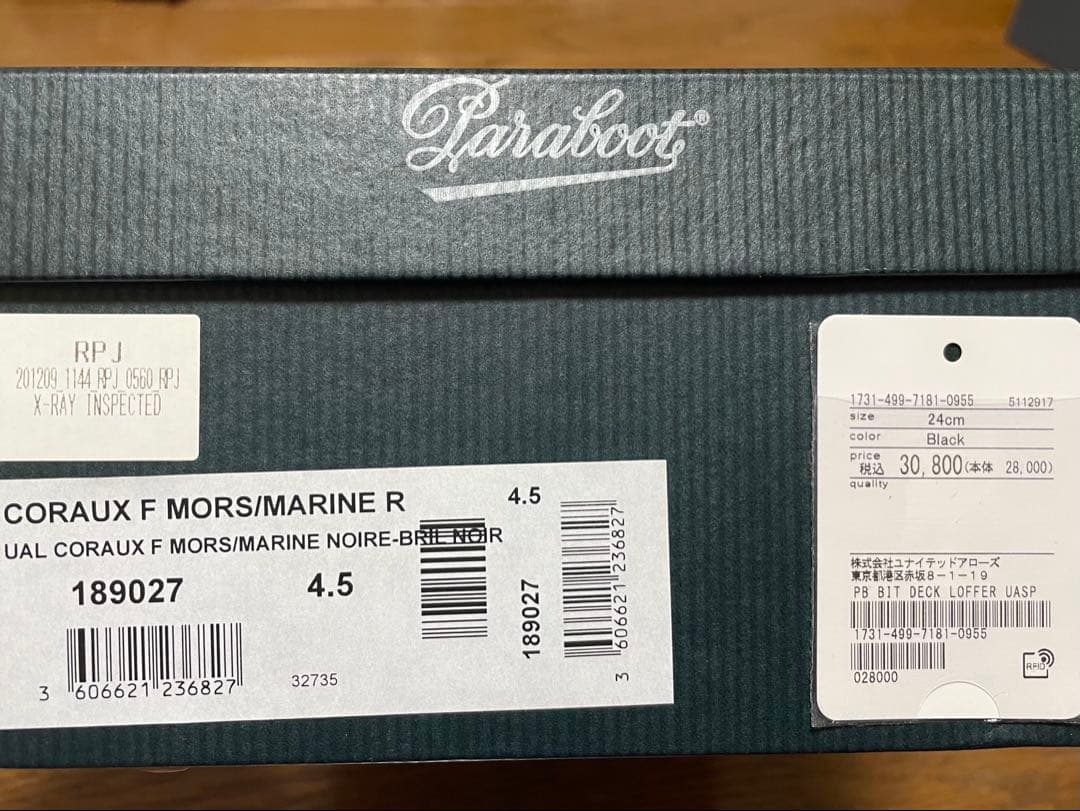 Paraboot®
RPJ
201209_1144_RPJ_0560_RPJ
X-RAY INSPECTED
CORAUX F MORS/MARINE R
4.5
UAL CORAUX F MORS/MARINE NOIRE-BRIL NOIR
189027
4.5
3 606621 236827
32735
189027
3 606621 236827
1731-499-7181-0955 5112917
size 24cm
color Black
price
税込 30,800(本体 28,000)
quality
株式会社ユナイテッドアローズ
東京都港区赤坂8-1-19
PB BIT DECK LOFFER UASP
1731-499-7181-0955
028000
RFID